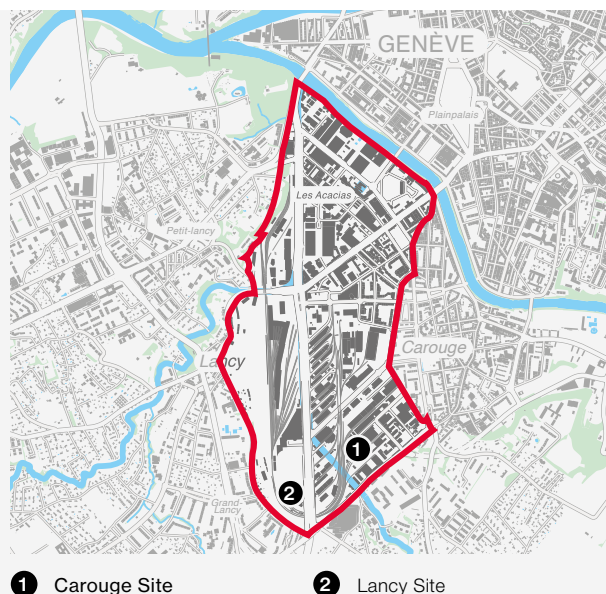 GENÈVE
Plainpalais
Les Acacias
Petit-lancy
Lancy
Carouge
1
2
Grand-
Lancy
1 Carouge Site
2 Lancy Site